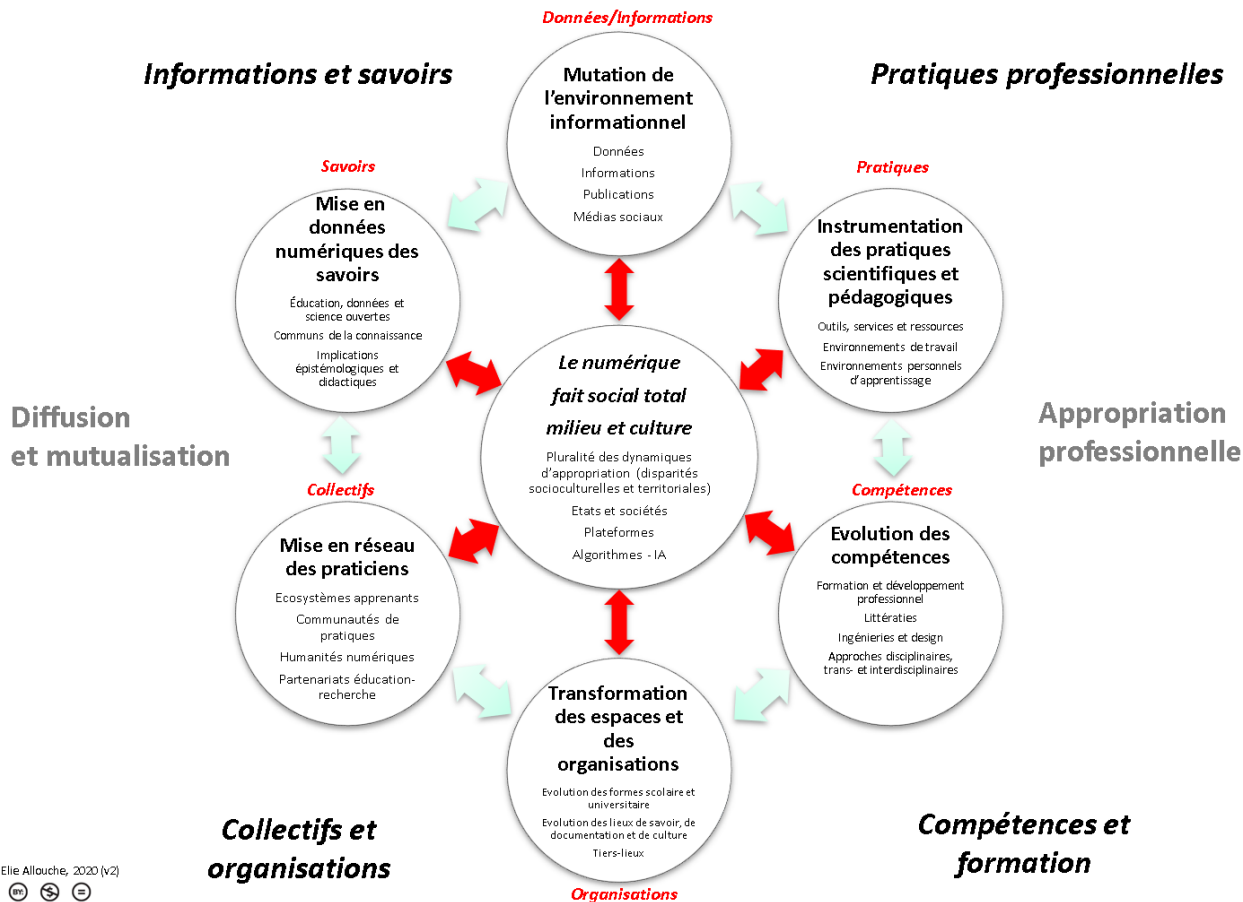 Données/Informations
Informations et savoirs
Pratiques professionnelles
Mutation de
l'environnement
informationnel
Données
Informations
Publications
Médias sociaux
Savoirs
Mise en
données
numériques des
savoirs
Éducation, données et
science ouvertes
Communs de la connaissance
Implications
épistémologiques et
didactiques
Pratiques
Instrumentation
des pratiques
scientifiques et
pédagogiques
Outils, services et ressources
Environnements de travail
Environnements personnels
d'apprentissage
Le numérique
fait social total
milieu et culture
Pluralité des dynamiques
d'appropriation (disparités
socioculturelles et territoriales)
Etats et sociétés
Plateformes
Algorithmes - IA
Diffusion
et mutualisation
Appropriation
professionnelle
Collectifs
Mise en réseau
des praticiens
Ecosystèmes apprenants
Communautés de
pratiques
Humanités numériques
Partenariats éducation-
recherche
Compétences
Evolution des
compétences
Formation et développement
professionnel
Littératies
Ingénieries et design
Approches disciplinaires,
trans- et interdisciplinaires
Transformation
des espaces et
des
organisations
Evolution des formes scolaire et
universitaire
Evolution des lieux de savoir, de
documentation et de culture
Tiers-lieux
Organisations
Collectifs et
organisations
Compétences et
formation
Elie Allouche, 2020 (v2)
BY: $ =